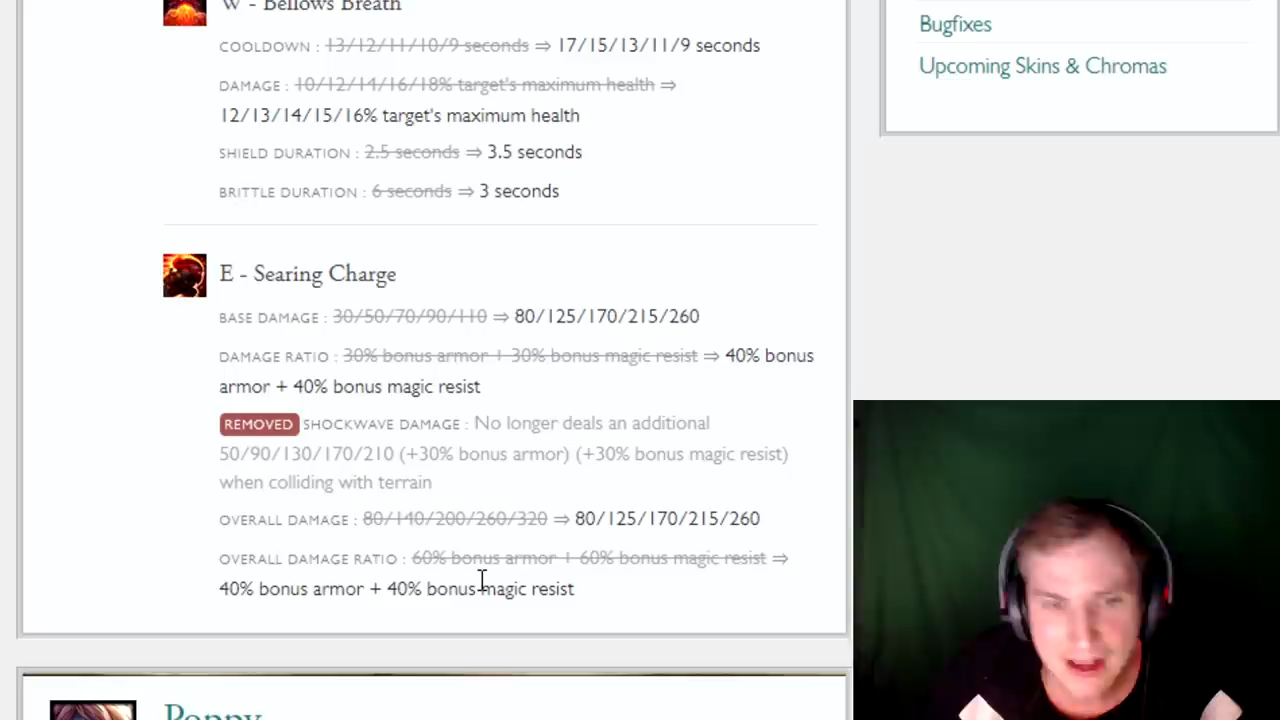 W - Bellows Breath
COOLDOWN : 13/12/11/10/9 seconds ⇒ 17/15/13/11/9 seconds
DAMAGE : 10/12/14/16/18% target's maximum health ⇒
12/13/14/15/16% target's maximum health
SHIELD DURATION : 2.5 seconds ⇒ 3.5 seconds
BRITTLE DURATION : 6 seconds ⇒ 3 seconds
E - Searing Charge
BASE DAMAGE : 30/50/70/90/110 ⇒ 80/125/170/215/260
DAMAGE RATIO : 30% bonus armor + 30% bonus magic resist ⇒ 40% bonus
armor + 40% bonus magic resist
REMOVED SHOCKWAVE DAMAGE : No longer deals an additional
50/90/130/170/210 (+30% bonus armor) (+30% bonus magic resist)
when colliding with terrain
OVERALL DAMAGE : 80/140/200/260/320 ⇒ 80/125/170/215/260
OVERALL DAMAGE RATIO : 60% bonus armor + 60% bonus magic resist ⇒
40% bonus armor + 40% bonus magic resist
Poppy
Bugfixes
Upcoming Skins & Chromas